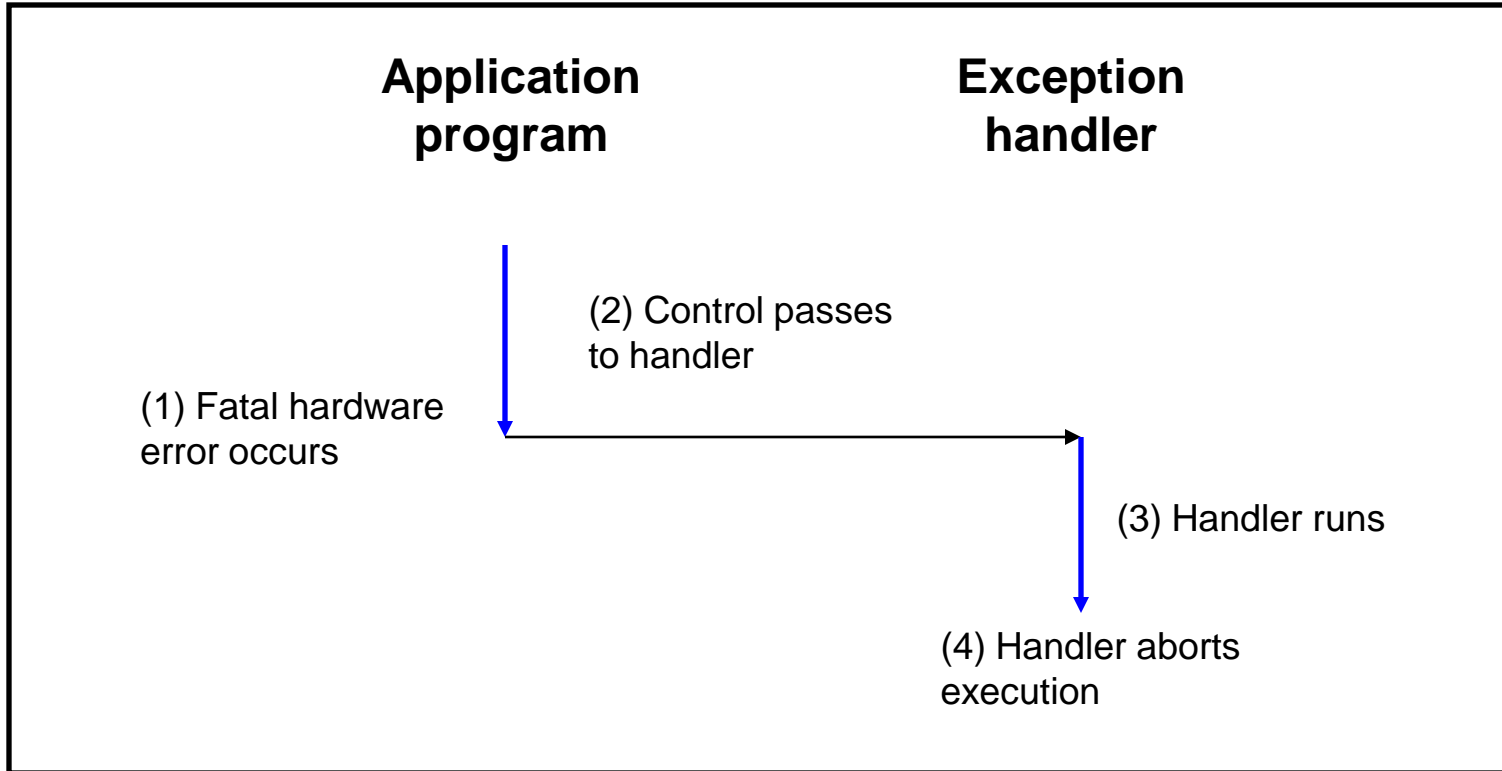 Application
program
Exception
handler
(2) Control passes
to handler
(1) Fatal hardware
error occurs
(3) Handler runs
(4) Handler aborts
execution